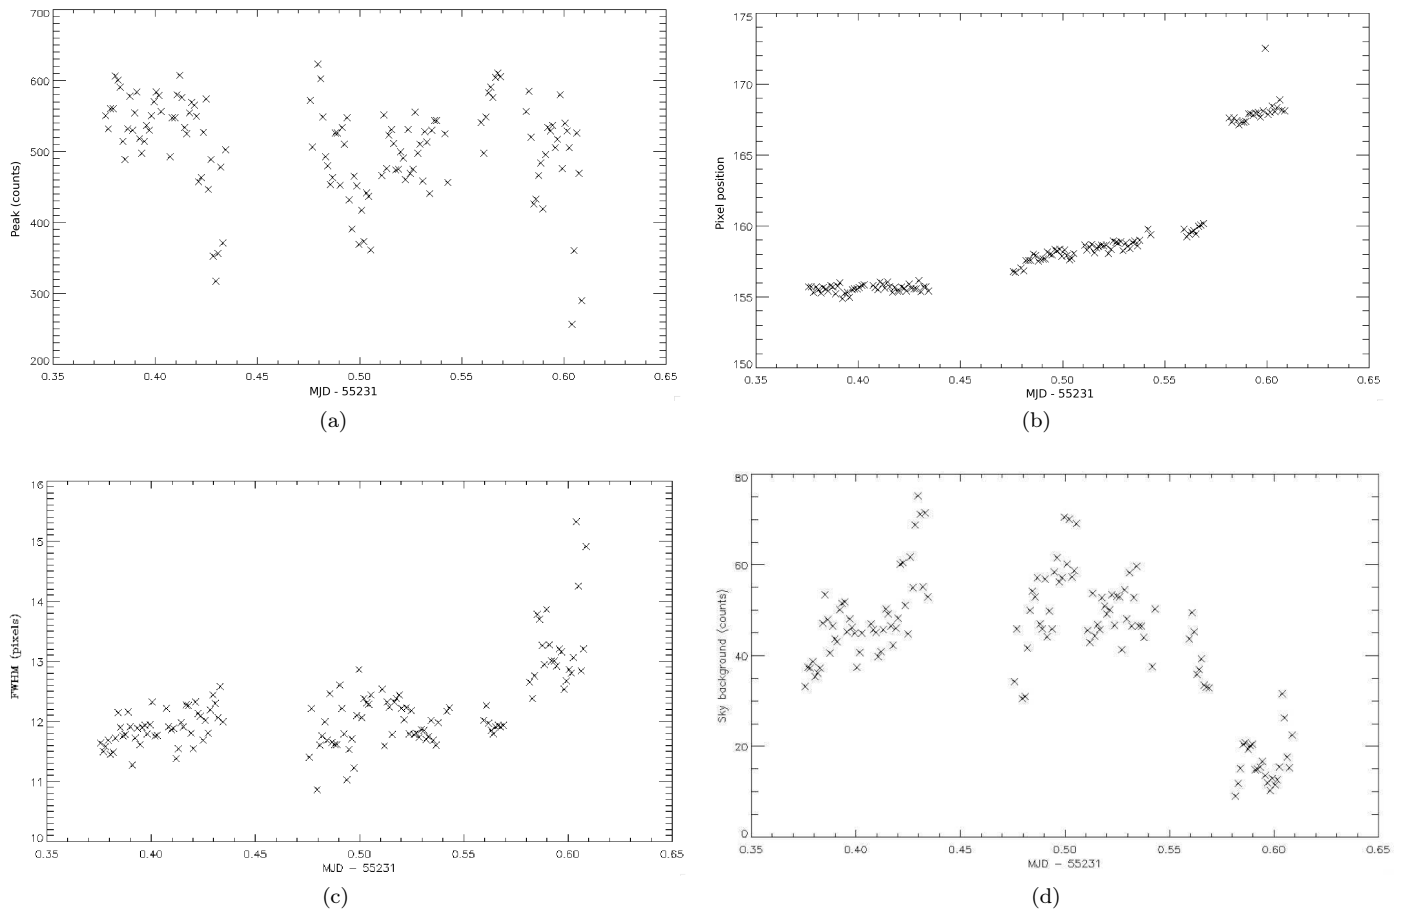 700
600
500
400
300
200
Peak (counts)
0.35 0.40 0.45 0.50 0.55 0.60 0.65
MJD - 55231
(a)
175
170
165
160
155
150
Pixel position
0.35 0.40 0.45 0.50 0.55 0.60 0.65
MJD - 55231
(b)
16
15
14
13
12
11
10
FWHM (pixels)
0.35 0.40 0.45 0.50 0.55 0.60 0.65
MJD – 55231
(c)
80
60
40
20
0
Sky background (counts)
0.35 0.40 0.45 0.50 0.55 0.60 0.65
MJD – 55231
(d)